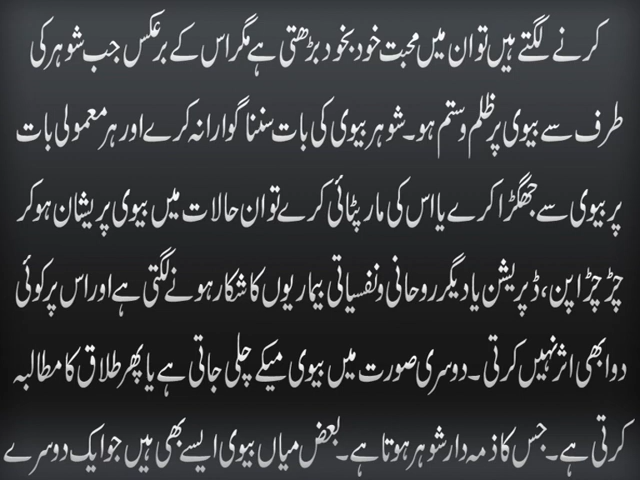 کرنے لگتے ہیں تو ان میں محبت خود بخود بڑھتی ہے مگر اس کے برعکس جب شوہر کی
طرف سے بیوی پر ظلم و ستم ہو۔ شوہر بیوی کی بات سننا گوارا نہ کرے اور ہر معمولی بات
پر بیوی سے جھگڑا کرے یا اس کی مار پٹائی کرے تو ان حالات میں بیوی پریشان ہو کر
چڑچڑا پن، ڈپریشن یا دیگر روحانی و نفسیاتی بیماریوں کا شکار ہونے لگتی ہے اور اس پر کوئی
دوا بھی اثر نہیں کرتی۔ دوسری صورت میں بیوی میکے چلی جاتی ہے یا پھر طلاق کا مطالبہ
کرتی ہے۔ جس کا ذمہ دار شوہر ہوتا ہے۔ بعض میاں بیوی ایسے بھی ہیں جو ایک دوسرے